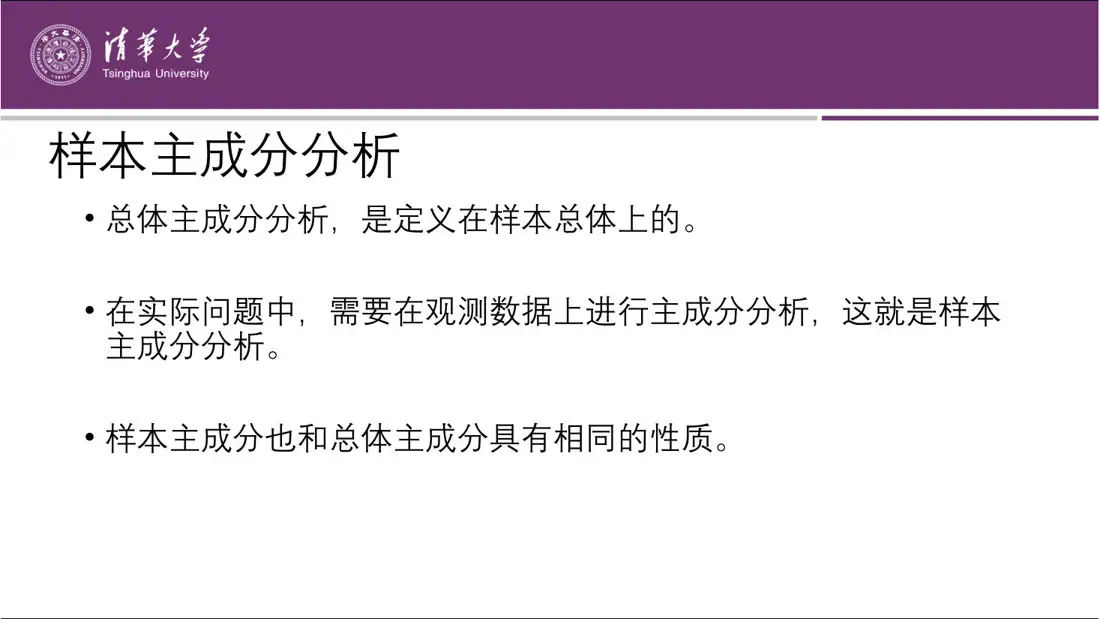 清华大学
Tsinghua University
样本主成分分析
• 总体主成分分析，是定义在样本总体上的。
• 在实际问题中，需要在观测数据上进行主成分分析，这就是样本
主成分分析。
• 样本主成分也和总体主成分具有相同的性质。